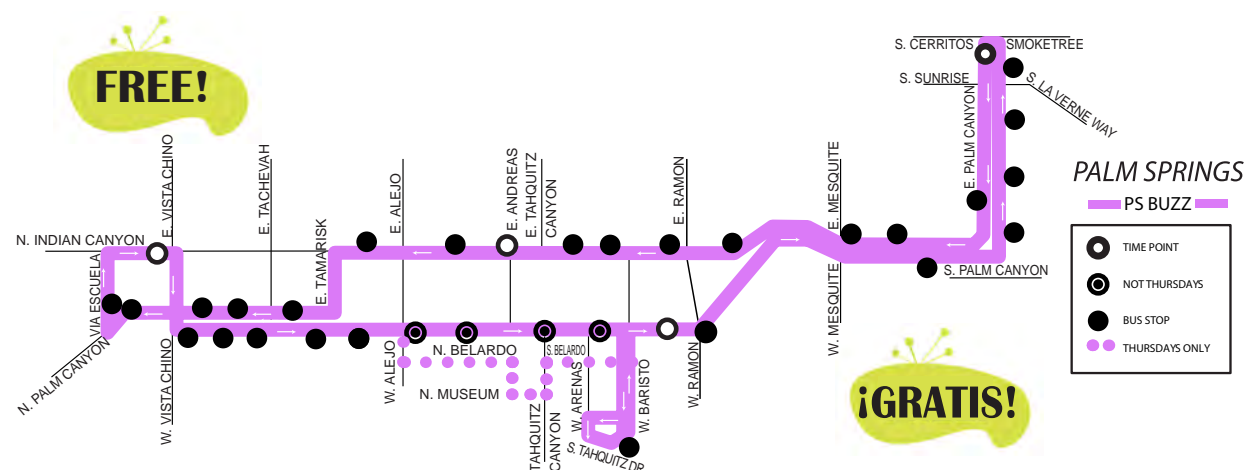 FREE!
S. CERRITOS
SMOKETREE
S. SUNRISE
S. LA VERNE WAY
E. PALM CANYON
PALM SPRINGS
PS BUZZ
TIME POINT
NOT THURSDAYS
BUS STOP
THURSDAYS ONLY
N. INDIAN CANYON
E. VISTA CHINO
E. TACHEVAH
E. TAMARISK
E. ALEJO
E. ANDREAS
E. TAHQUITZ
CANYON
E. RAMON
E. MESQUITE
S. PALM CANYON
VIA ESCUELA
N. PALM CANYON
W. VISTA CHINO
W. ALEJO
N. BELARDO
S. BELARDO
N. MUSEUM
TAHQUITZ
CANYON
W. ARENAS
S. TAHQUITZ DR
W. BARISTO
W. RAMON
W. MESQUITE
¡GRATIS!